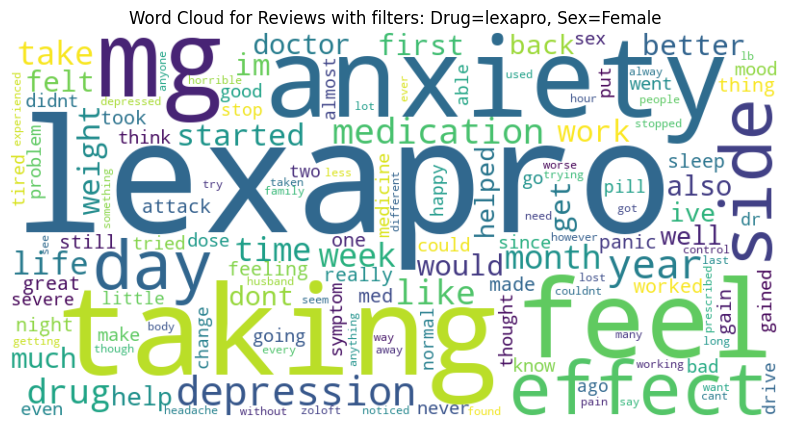 Word Cloud for Reviews with filters: Drug=lexapro, Sex=Female
mg
anxiety
lexapro
side
taking
feel
effect
day
take
felt
didnt
im
doctor
first
back
sex
better
lb
mood
thing
anyone
horrible
depressed
good
stop
almost
lot
ever
able
put
used
went
hour
alway
people
stopped
experienced
tired
problem
weight
took
think
started
medication
work
something
attack
try
two
family
taken
less
medicine
different
happy
helped
go
get
worse
trying
pill
need
got
sleep
also
ive
dr
see
still
tried
dose
time
week
one
could
would
since
month
however
panic
year
well
control
last
life
great
severe
little
feeling
husband
dont
really
seem
med
like
made
worked
lost
couldnt
prescribed
gain
gained
night
getting
much
make
though
body
change
going
every
symptom
anything
way
away
normal
thought
know
many
working
long
bad
drug
help
depression
even
headache
without
zoloft
noticed
never
found
ago
pain
say
want
cant
drive